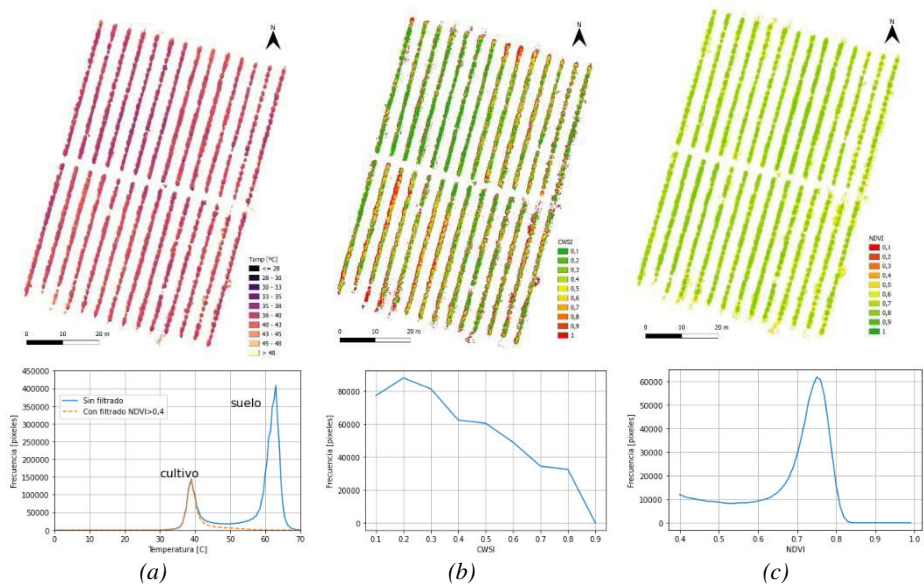 N
N
N
Temp [ºC]
<= 28
28 - 30
30 - 33
33 - 35
35 - 38
38 - 40
40 - 43
43 - 45
45 - 48
> 48
0 10 20 m
CWSI
0,1
0,2
0,3
0,4
0,5
0,6
0,7
0,8
0,9
1
0 10 20 m
NDVI
0,1
0,2
0,3
0,4
0,5
0,6
0,7
0,8
0,9
1
0 10 20 m
Frecuencia [pixeles]
450000
400000
350000
300000
250000
200000
150000
100000
50000
0
Sin filtrado
Con filtrado NDVI>0,4
suelo
cultivo
0 10 20 30 40 50 60 70
Temperatura [C]
Frecuencia [pixeles]
80000
60000
40000
20000
0
0.1 0.2 0.3 0.4 0.5 0.6 0.7 0.8 0.9
CWSI
Frecuencia [pixeles]
60000
50000
40000
30000
20000
10000
0
0.4 0.5 0.6 0.7 0.8 0.9 1.0
NDVI
(a)
(b)
(c)